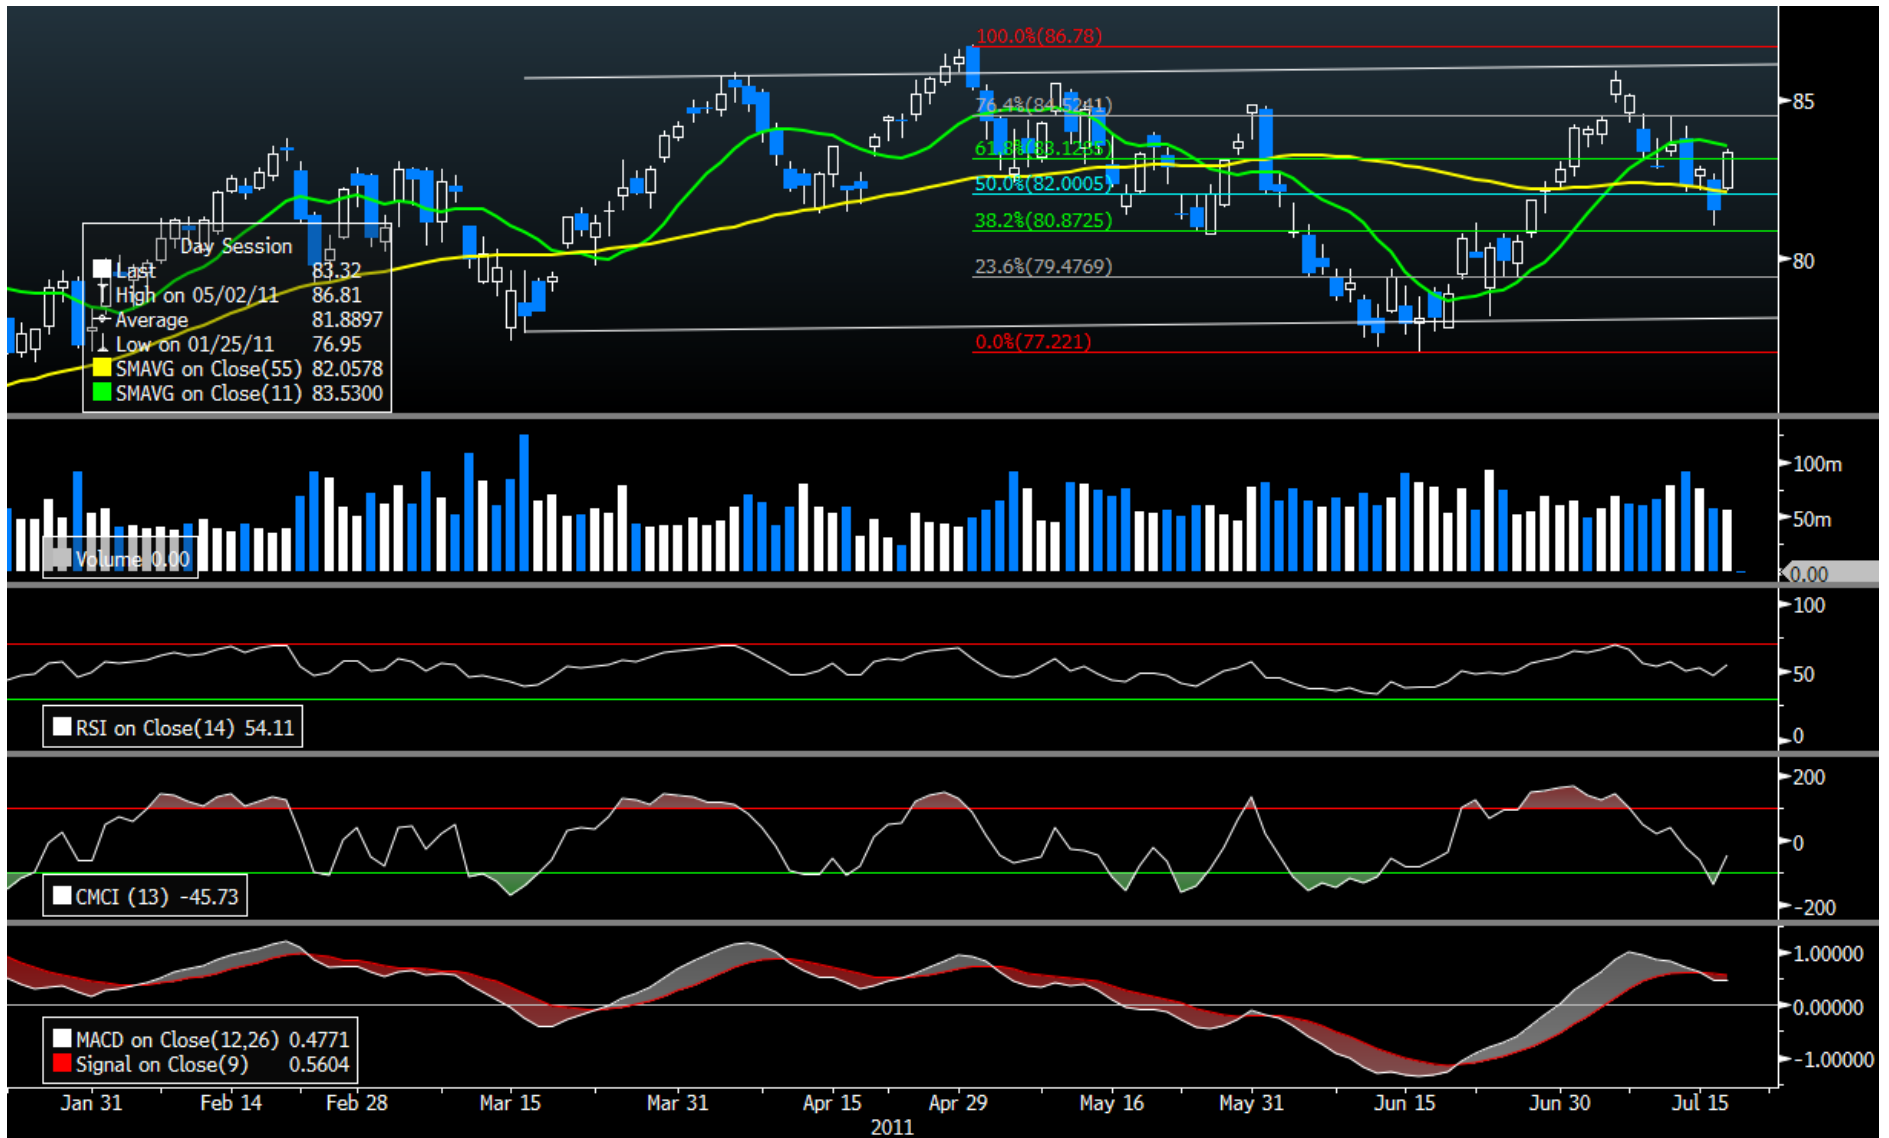 100.0%(86.78)
76.4%(84.5241)
61.8%(83.1295)
50.0%(82.0005)
38.2%(80.8725)
23.6%(79.4769)
0.0%(77.221)
85
80
Day Session
Last 83.32
High on 05/02/11 86.81
Average 81.8897
Low on 01/25/11 76.95
SMAVG on Close(55) 82.0578
SMAVG on Close(11) 83.5300
100m
50m
0.00
Volume 0.00
100
50
0
RSI on Close(14) 54.11
200
0
-200
CMCI (13) -45.73
1.00000
0.00000
-1.00000
MACD on Close(12,26) 0.4771
Signal on Close(9) 0.5604
Jan 31 Feb 14 Feb 28 Mar 15 Mar 31 Apr 15 Apr 29 May 16 May 31 Jun 15 Jun 30 Jul 15
2011